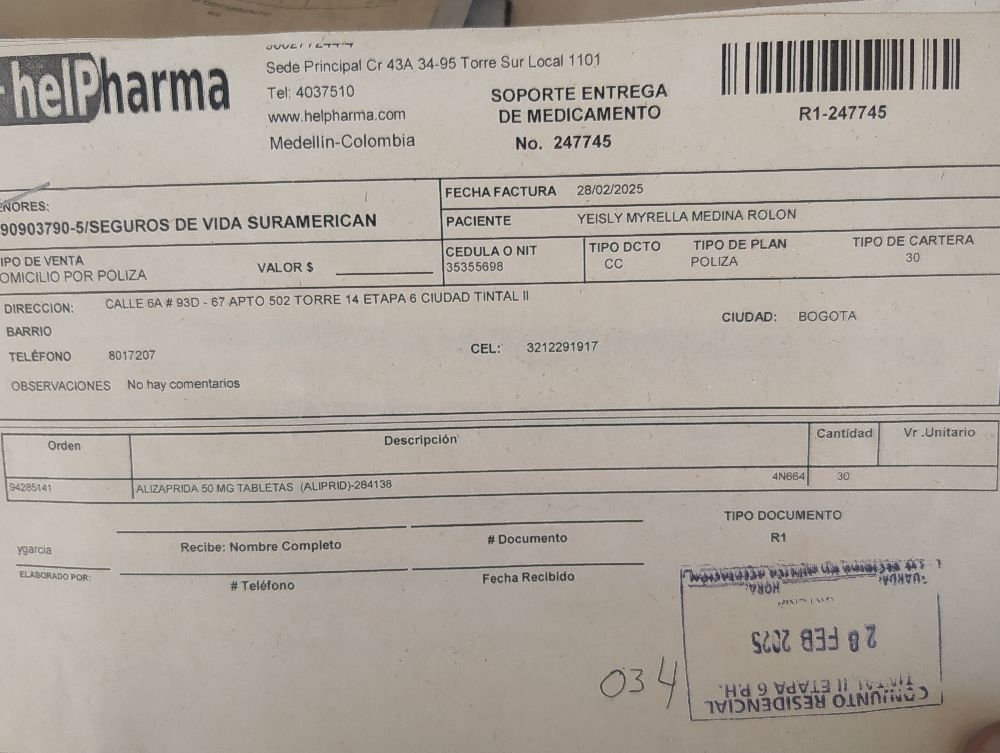 helPharma
Sede Principal Cr 43A 34-95 Torre Sur Local 1101
Tel: 4037510
www.helpharma.com
Medellín-Colombia
SOPORTE ENTREGA
DE MEDICAMENTO
No. 247745
R1-247745
ENORES:
90903790-5/SEGUROS DE VIDA SURAMERICAN
FECHA FACTURA 28/02/2025
PACIENTE YEISLY MYRELLA MEDINA ROLON
IPO DE VENTA
OMICILIO POR POLIZA
VALOR $
CEDULA O NIT
35355698
TIPO DCTO
CC
TIPO DE PLAN
POLIZA
TIPO DE CARTERA
30
DIRECCION: CALLE 6A # 93D - 67 APTO 502 TORRE 14 ETAPA 6 CIUDAD TINTAL II
BARRIO
CIUDAD: BOGOTA
TELÉFONO 8017207
CEL: 3212291917
OBSERVACIONES No hay comentarios
Orden Descripción Cantidad Vr .Unitario
94285141 ALIZAPRIDA 50 MG TABLETAS (ALIPRID)-284138 4N664 30
TIPO DOCUMENTO
R1
Recibe: Nombre Completo
# Documento
ygarcia
ELABORADO POR:
# Teléfono
Fecha Recibido
CONJUNTO RESIDENCIAL
TINTAL II ETAPA 6 P.H.
28 FEB 2025
HORA:
GUARDA:
034